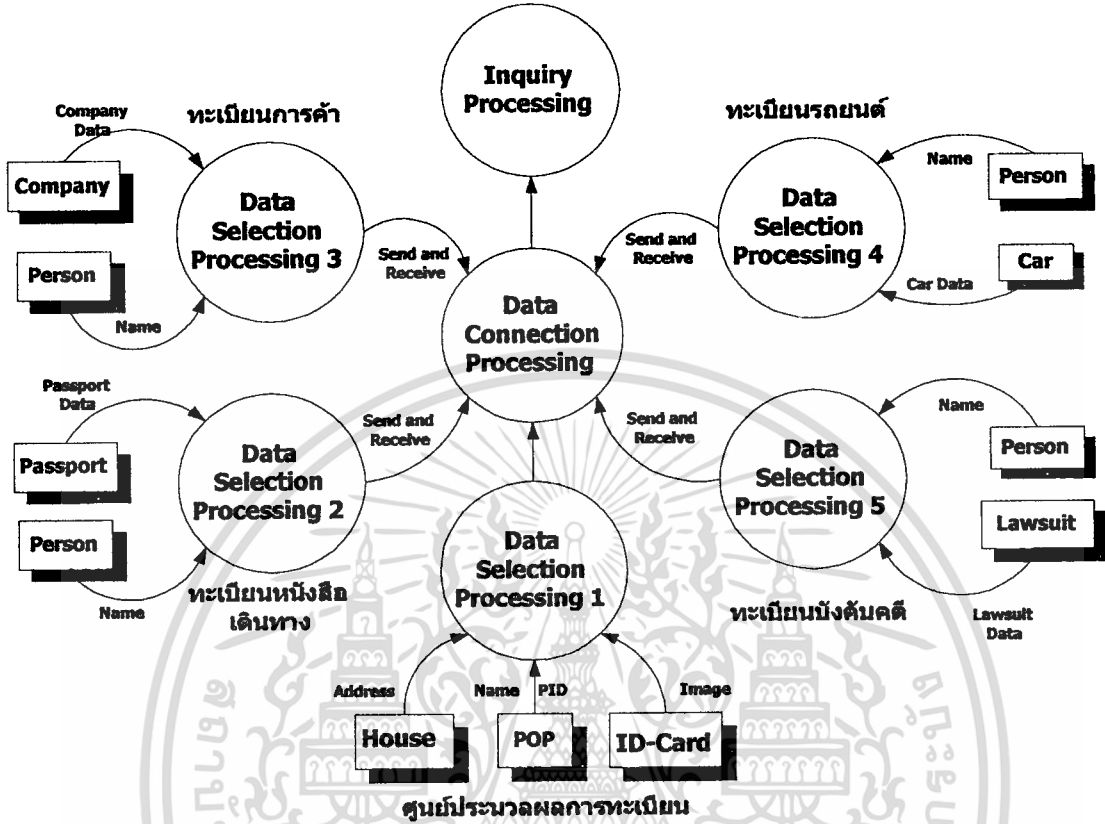 Inquiry
Processing
Company
Data
ทะเบียนการค้า
Company
Data
Selection
Processing 3
Person
Name
Send and
Receive
ทะเบียนรถยนต์
Name
Person
Data
Selection
Processing 4
Send and
Receive
Car
Car Data
Data
Connection
Processing
Passport
Data
Passport
Data
Selection
Processing 2
Person
Name
ทะเบียนหนังสือ
เดินทาง
Send and
Receive
Send and
Receive
Data
Selection
Processing 5
Name
Person
Lawsuit
Lawsuit
Data
ทะเบียนบังคับคดี
Data
Selection
Processing 1
Address
Name PID
Image
House
POP
ID-Card
ศูนย์ประมวลผลการทะเบียน